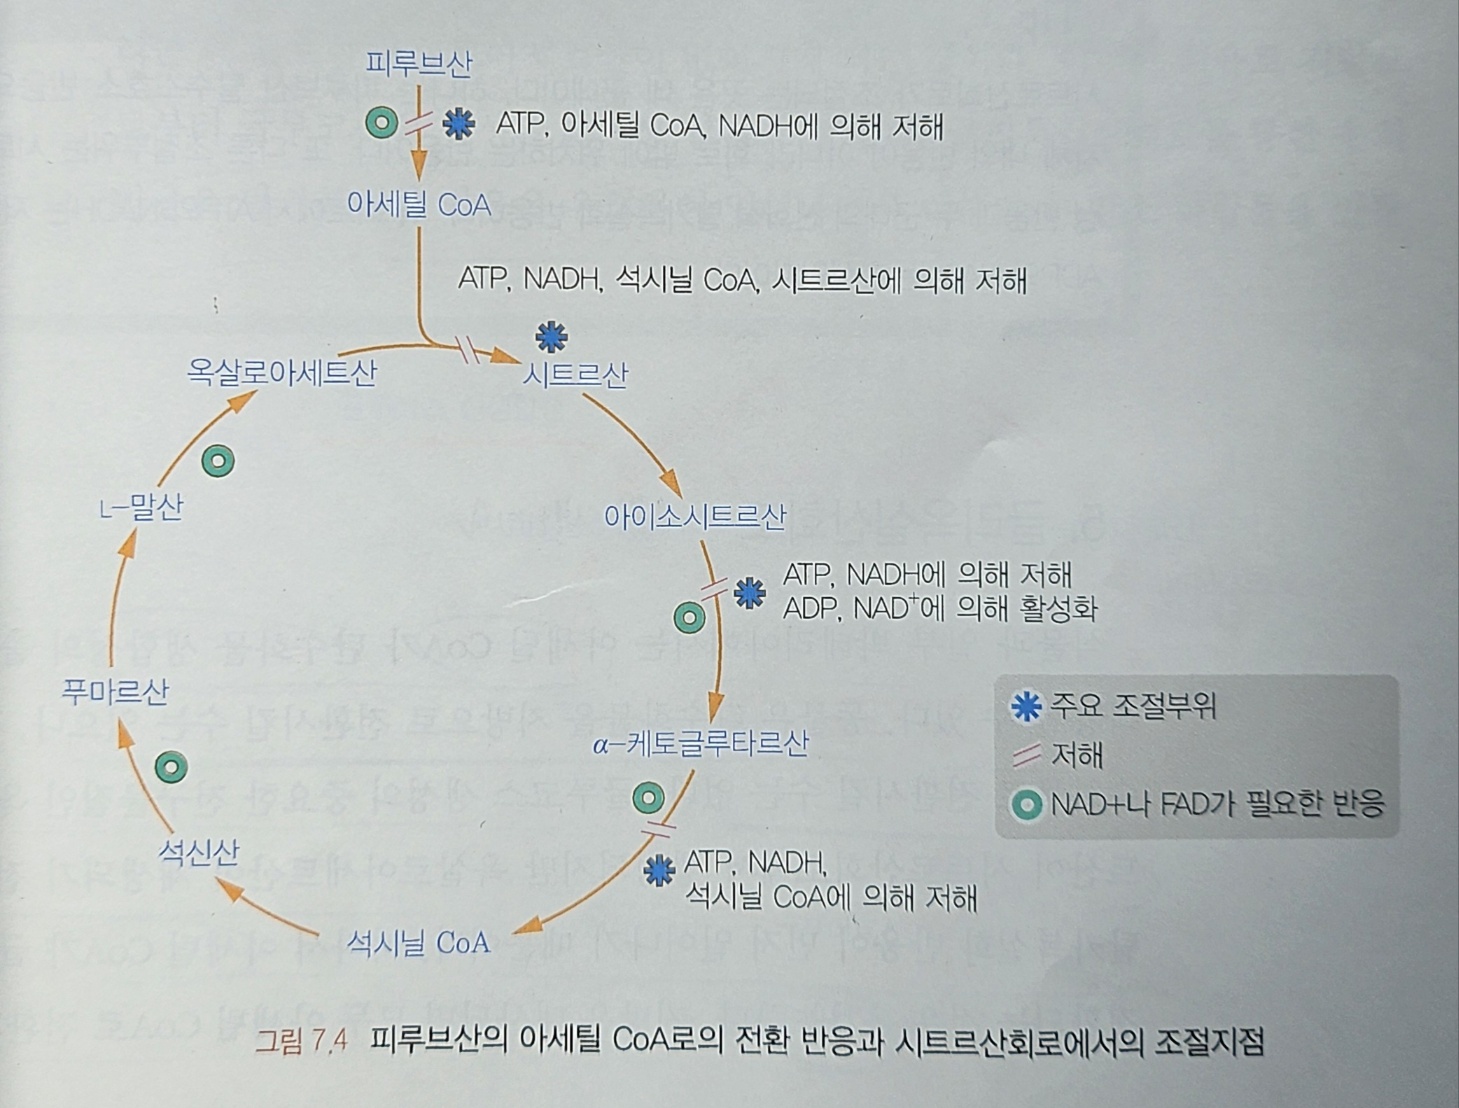 피루브산
ATP, 아세틸 CoA, NADH에 의해 저해
아세틸 CoA
ATP, NADH, 석시닐 CoA, 시트르산에 의해 저해
옥살로아세트산
시트르산
L-말산
아이소시트르산
ATP, NADH에 의해 저해
ADP, NAD⁺에 의해 활성화
푸마르산
α-케토글루타르산
주요 조절부위
저해
NAD+나 FAD가 필요한 반응
석신산
ATP, NADH,
석시닐 CoA에 의해 저해
석시닐 CoA
그림 7.4 피루브산의 아세틸 CoA로의 전환 반응과 시트르산회로에서의 조절지점